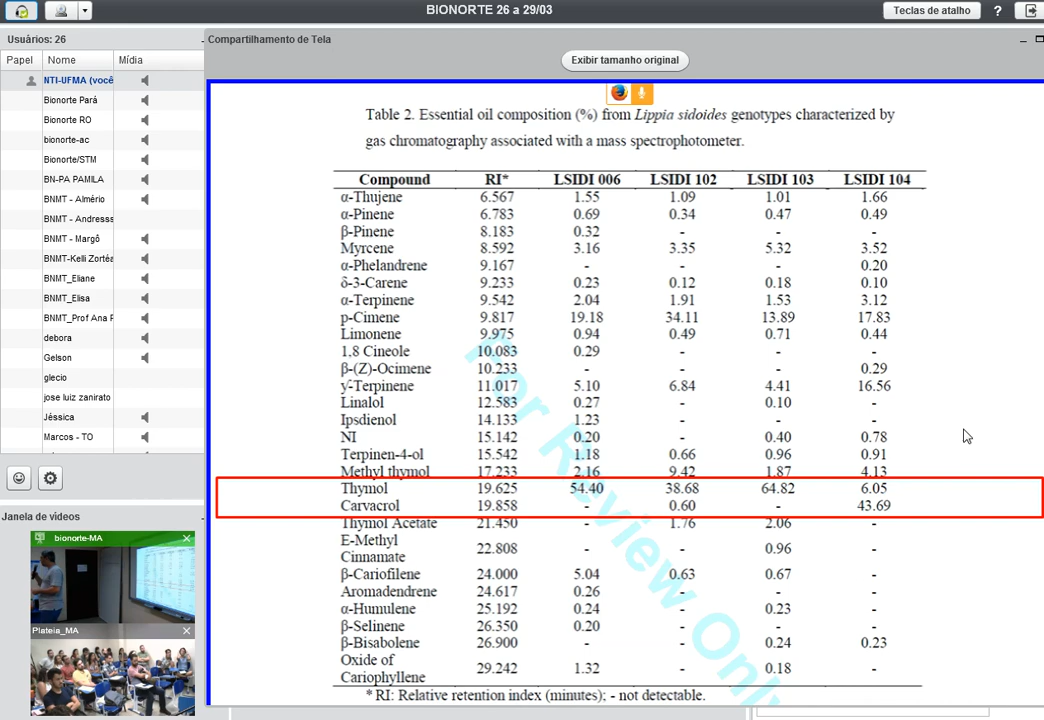 BIONORTE 26 a 29/03
Teclas de atalho
?
Usuários: 26
Papel Nome Mídia
NTI-UFMA (você
Bionorte Pará
Bionorte RO
bionorte-ac
Bionorte/STM
BN-PA PAMILA
BNMT - Almério
BNMT - Andresss
BNMT - Margô
BNMT-Kelli Zortéa
BNMT_Eliane
BNMT_Elisa
BNMT_Prof Ana F
debora
Gelson
glecio
jose luiz zanirato
Jéssica
Marcos - TO
Janela de videos
bionorte-MA
Plateia_MA
Compartilhamento de Tela
Exibir tamanho original
Table 2. Essential oil composition (%) from Lippia sidoides genotypes characterized by
gas chromatography associated with a mass spectrophotometer.
Compound RI* LSIDI 006 LSIDI 102 LSIDI 103 LSIDI 104
α-Thujene 6.567 1.55 1.09 1.01 1.66
α-Pinene 6.783 0.69 0.34 0.47 0.49
β-Pinene 8.183 0.32 - - -
Myrcene 8.592 3.16 3.35 5.32 3.52
α-Phelandrene 9.167 - - - 0.20
δ-3-Carene 9.233 0.23 0.12 0.18 0.10
α-Terpinene 9.542 2.04 1.91 1.53 3.12
p-Cimene 9.817 19.18 34.11 13.89 17.83
Limonene 9.975 0.94 0.49 0.71 0.44
1,8 Cineole 10.083 0.29 - - -
β-(Z)-Ocimene 10.233 - - - 0.29
γ-Terpinene 11.017 5.10 6.84 4.41 16.56
Linalol 12.583 0.27 - 0.10 -
Ipsdienol 14.133 1.23 - - -
NI 15.142 0.20 - 0.40 0.78
Terpinen-4-ol 15.542 1.18 0.66 0.96 0.91
Methyl thymol 17.233 2.16 9.42 1.87 4.13
Thymol 19.625 54.40 38.68 64.82 6.05
Carvacrol 19.858 - 0.60 - 43.69
Thymol Acetate 21.450 - 1.76 2.06 -
E-Methyl
Cinnamate 22.808 - - 0.96 -
β-Cariofilene 24.000 5.04 0.63 0.67 -
Aromadendrene 24.617 0.26 - - -
α-Humulene 25.192 0.24 - 0.23 -
β-Selinene 26.350 0.20 - - -
β-Bisabolene 26.900 - - 0.24 0.23
Oxide of
Cariophyllene 29.242 1.32 - 0.18 -
* RI: Relative retention index (minutes); - not detectable.
For Review Only